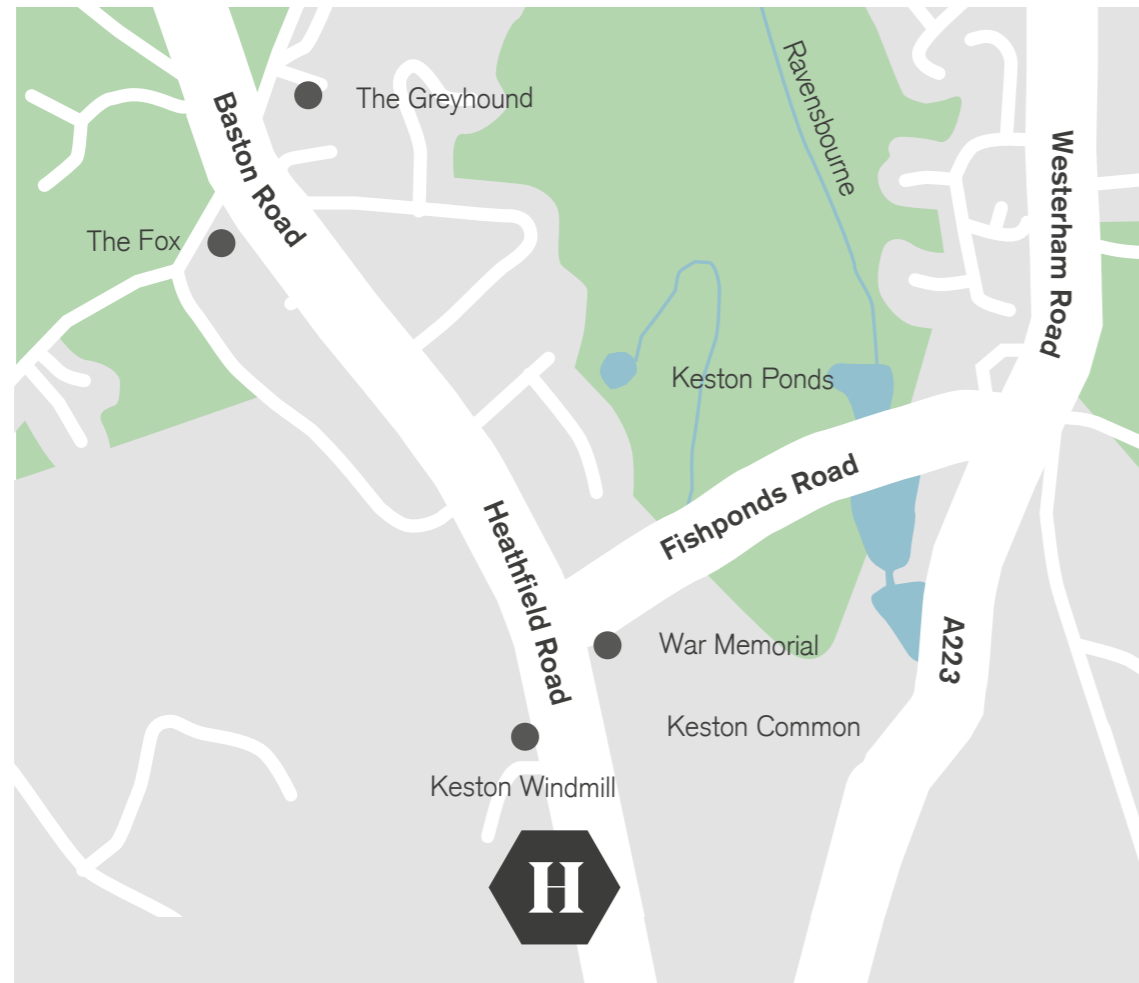 The Greyhound
Baston Road
Ravensbourne
Westerham Road
The Fox
Keston Ponds
Fishponds Road
Heathfield Road
War Memorial
A223
Keston Common
Keston Windmill
H